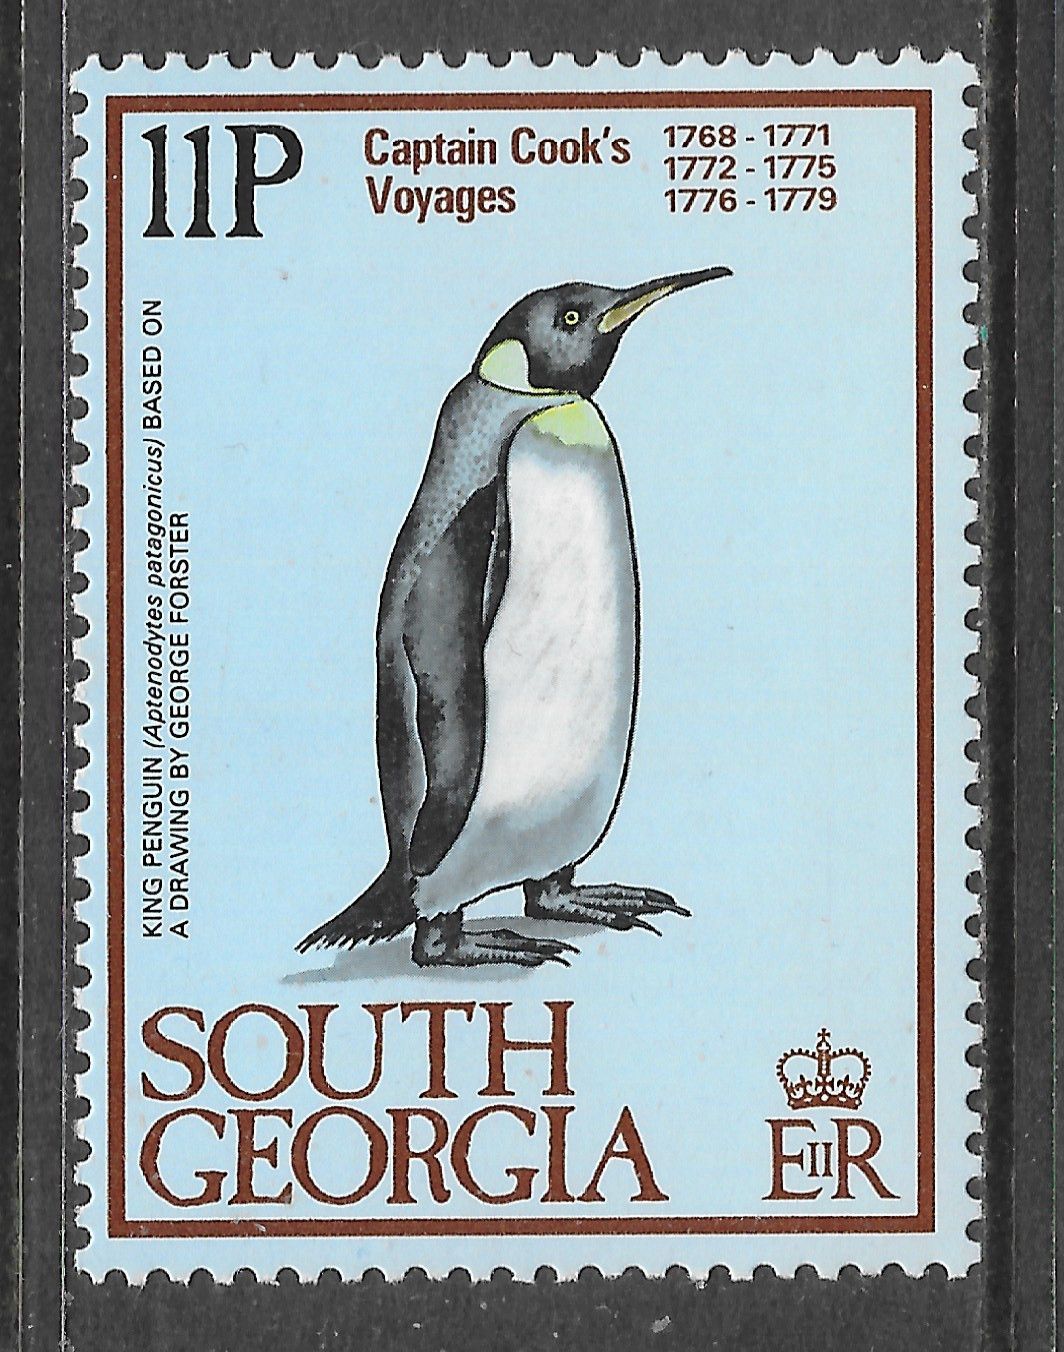 11P
Captain Cook's
Voyages
1768 - 1771
1772 - 1775
1776 - 1779
KING PENGUIN (Aptenodytes patagonicus) BASED ON
A DRAWING BY GEORGE FORSTER
SOUTH
GEORGIA
EIIR